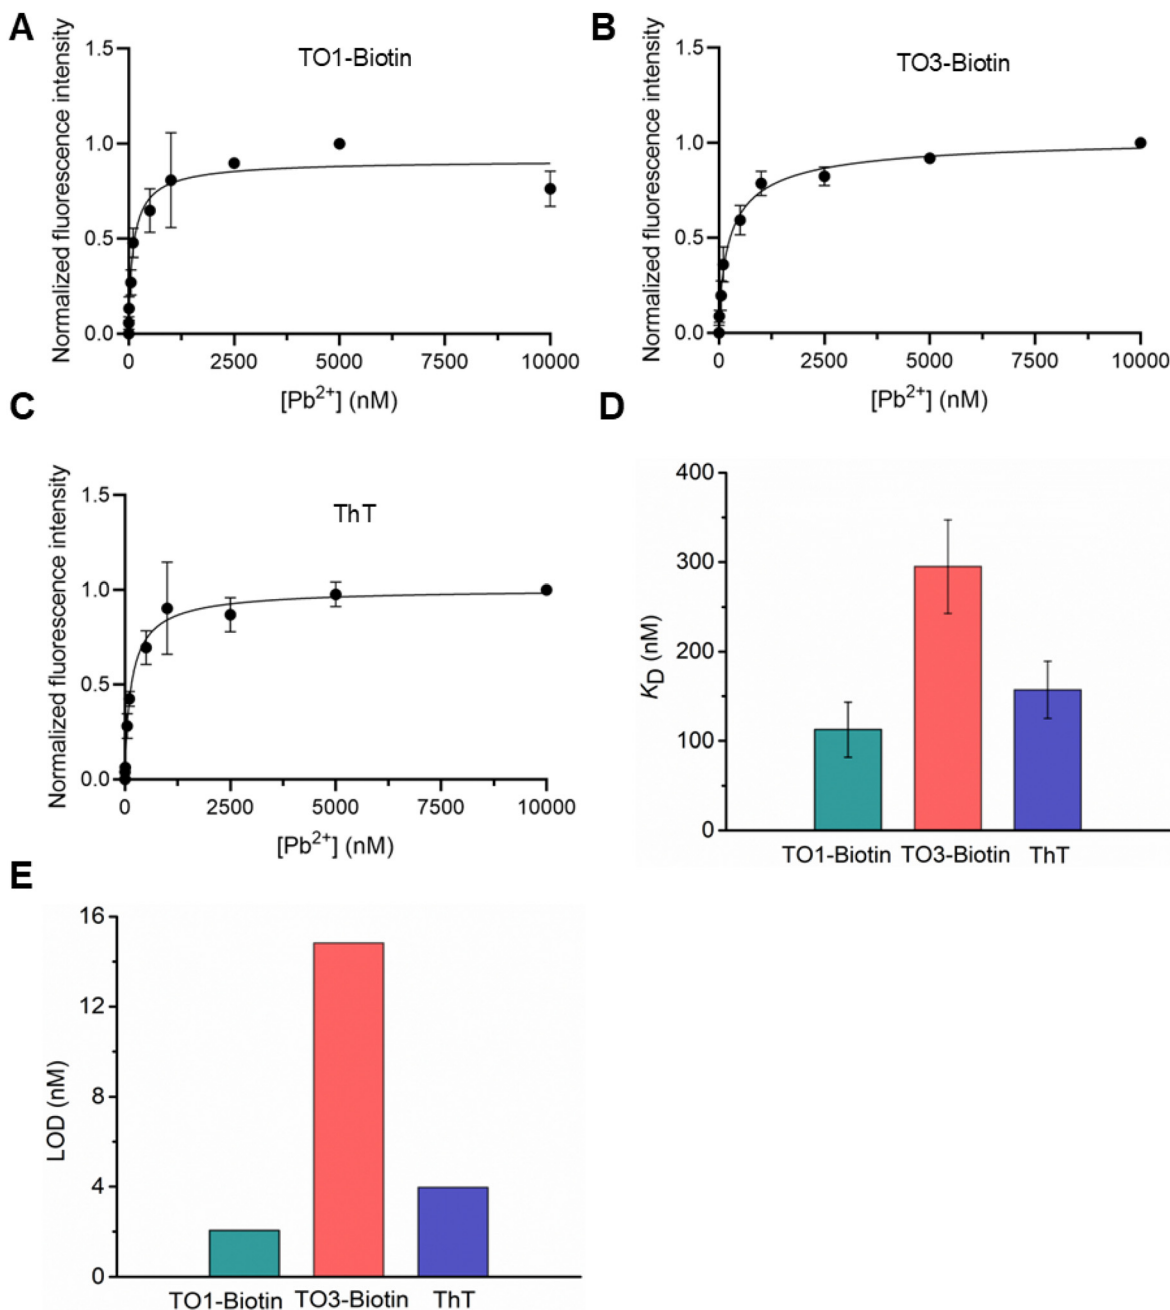 A
TO1-Biotin
Normalized fluorescence intensity
1.5
1.0
0.5
0.0
0 2500 5000 7500 10000
[Pb²⁺] (nM)
B
TO3-Biotin
Normalized fluorescence intensity
1.5
1.0
0.5
0.0
0 2500 5000 7500 10000
[Pb²⁺] (nM)
C
ThT
Normalized fluorescence intensity
1.5
1.0
0.5
0.0
0 2500 5000 7500 10000
[Pb²⁺] (nM)
D
K_D (nM)
400
300
200
100
0
TO1-Biotin TO3-Biotin ThT
E
LOD (nM)
16
12
8
4
0
TO1-Biotin TO3-Biotin ThT